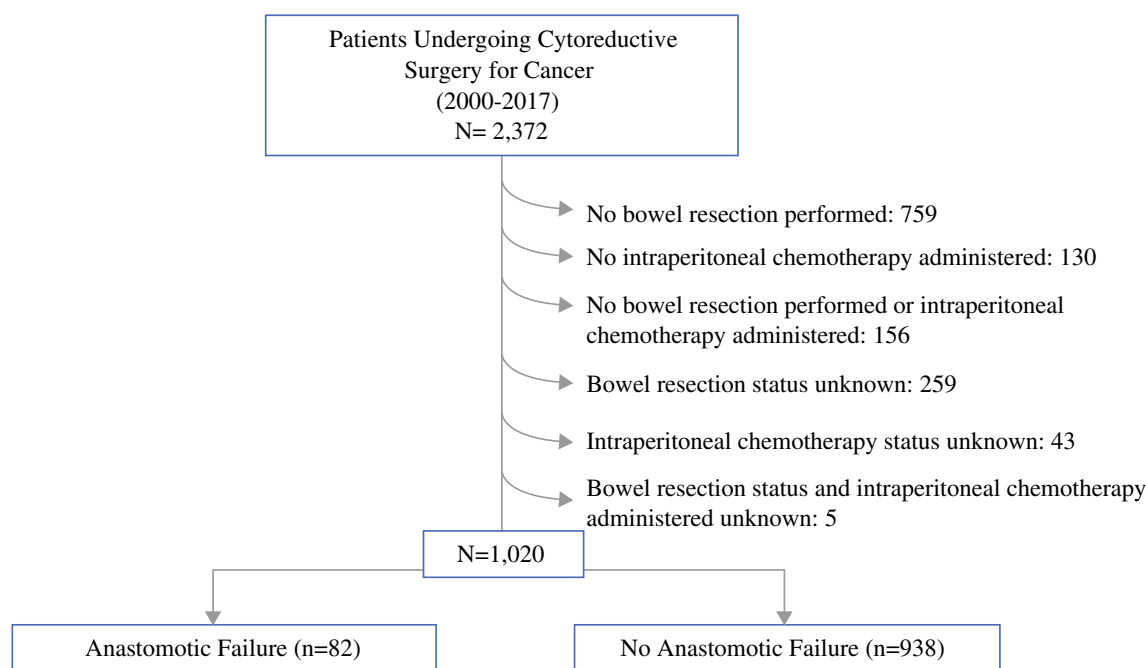 Patients Undergoing Cytoreductive
Surgery for Cancer
(2000-2017)
N= 2,372
No bowel resection performed: 759
No intraperitoneal chemotherapy administered: 130
No bowel resection performed or intraperitoneal
chemotherapy administered: 156
Bowel resection status unknown: 259
Intraperitoneal chemotherapy status unknown: 43
Bowel resection status and intraperitoneal chemotherapy
administered unknown: 5
N=1,020
Anastomotic Failure (n=82)
No Anastomotic Failure (n=938)